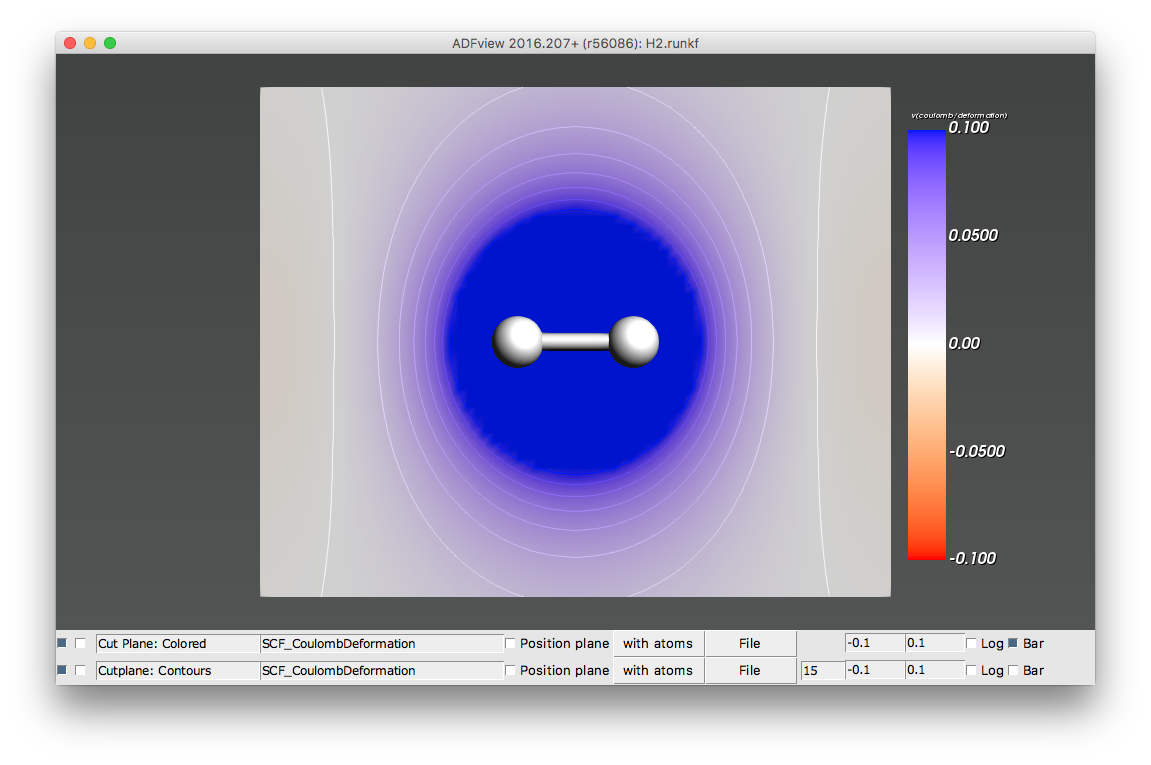 ADFview 2016.207+ (r56086): H2.runkf
v(coulomb/deformation)
0.100
0.0500
0.00
-0.0500
-0.100
Cut Plane: Colored SCF_CoulombDeformation Position plane with atoms File -0.1 0.1 Log Bar
Cutplane: Contours SCF_CoulombDeformation Position plane with atoms File 15 -0.1 0.1 Log Bar